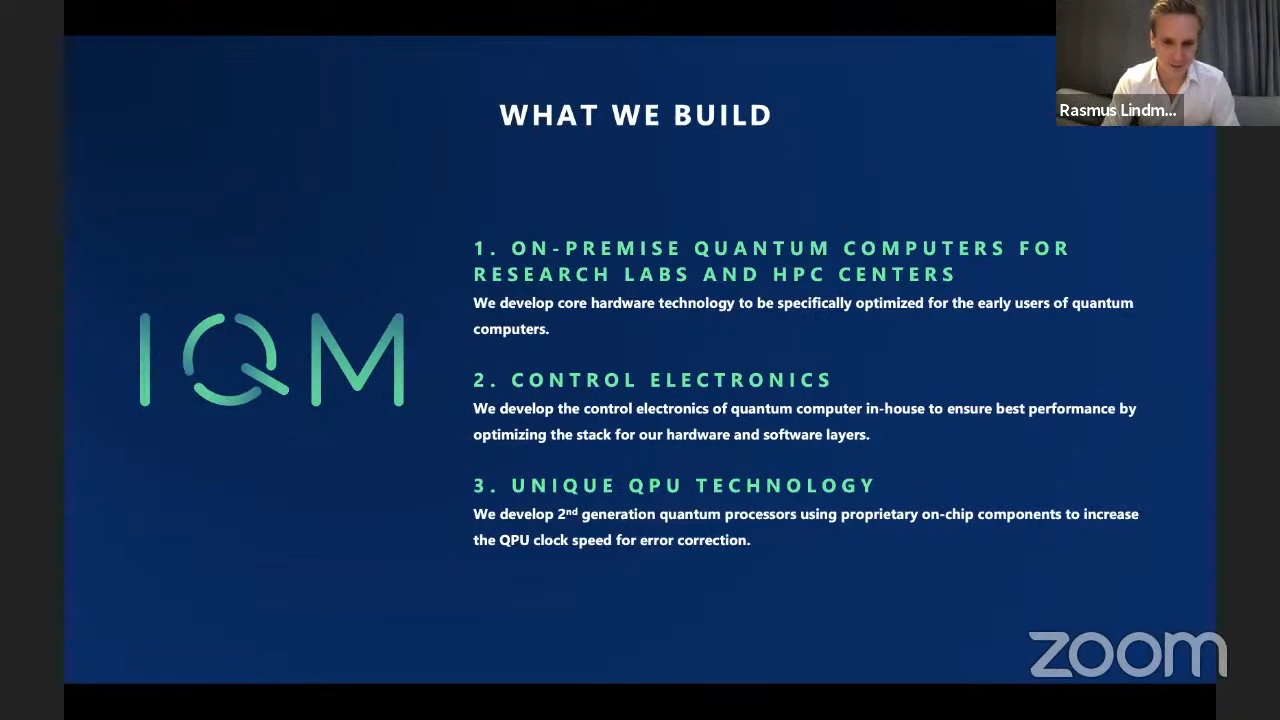 Rasmus Lindm...
WHAT WE BUILD
IQM
1. ON-PREMISE QUANTUM COMPUTERS FOR
RESEARCH LABS AND HPC CENTERS
We develop core hardware technology to be specifically optimized for the early users of quantum
computers.
2. CONTROL ELECTRONICS
We develop the control electronics of quantum computer in-house to ensure best performance by
optimizing the stack for our hardware and software layers.
3. UNIQUE QPU TECHNOLOGY
We develop 2nd generation quantum processors using proprietary on-chip components to increase
the QPU clock speed for error correction.
zoom